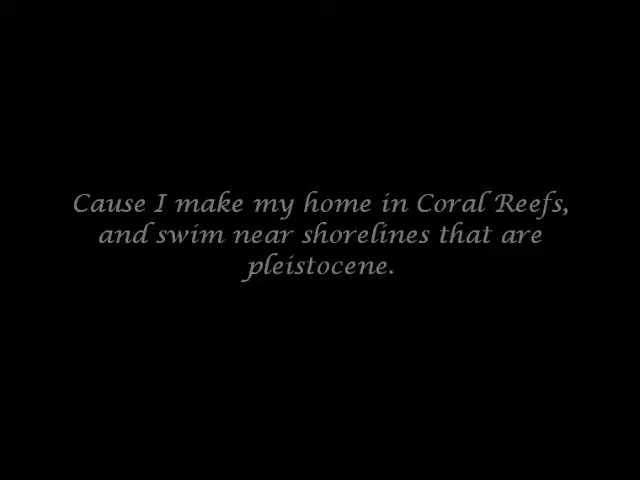 Cause I make my home in Coral Reefs,
and swim near shorelines that are
pleistocene.